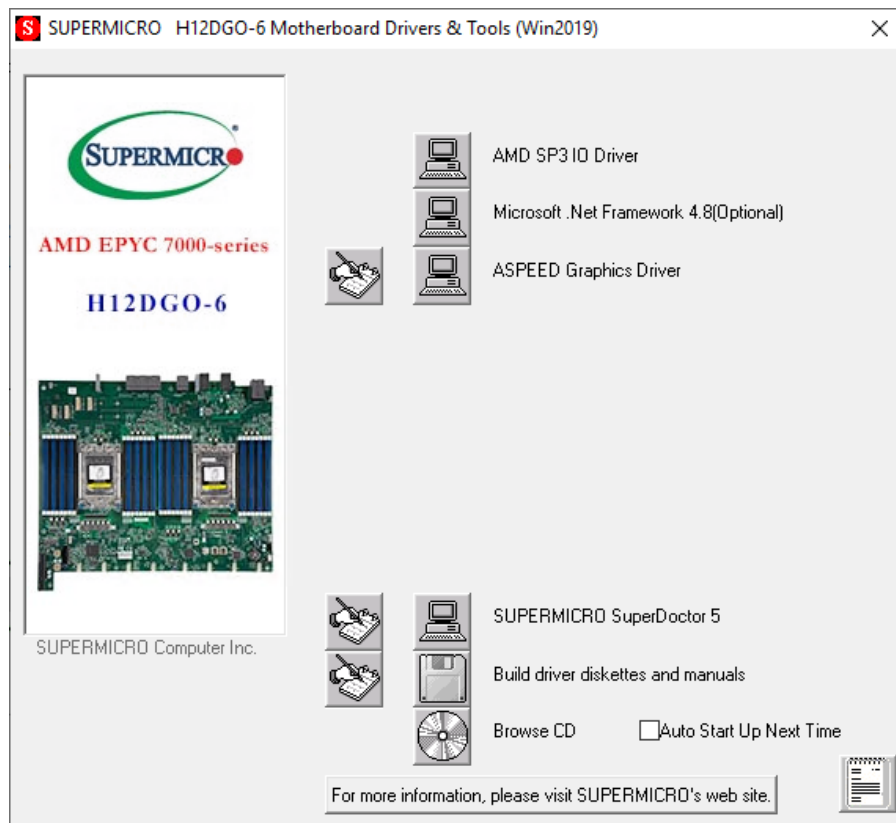 SUPERMICRO H12DGO-6 Motherboard Drivers & Tools (Win2019)
SUPERMICRO
AMD EPYC 7000-series
H12DGO-6
SUPERMICRO Computer Inc.
AMD SP3 IO Driver
Microsoft .Net Framework 4.8(Optional)
ASPEED Graphics Driver
SUPERMICRO SuperDoctor 5
Build driver diskettes and manuals
Browse CD
Auto Start Up Next Time
For more information, please visit SUPERMICRO's web site.